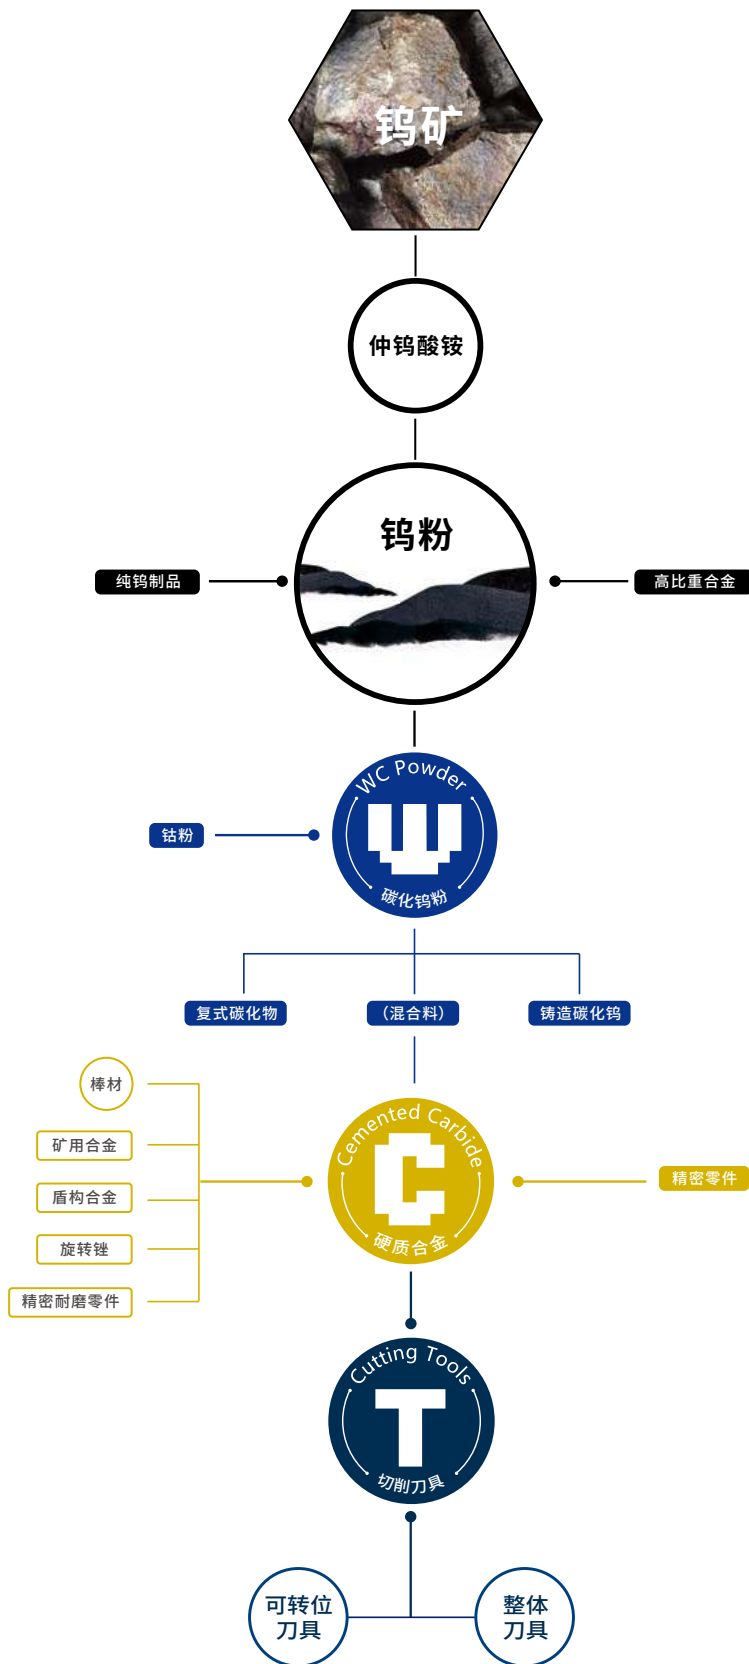 钨矿
仲钨酸铵
钨粉
纯钨制品
高比重合金
WC Powder
W
碳化钨粉
钴粉
复式碳化物
（混合料）
铸造碳化钨
棒材
矿用合金
盾构合金
旋转锉
精密耐磨零件
Cemented Carbide
C
硬质合金
精密零件
Cutting Tools
T
切削刀具
可转位
刀具
整体
刀具